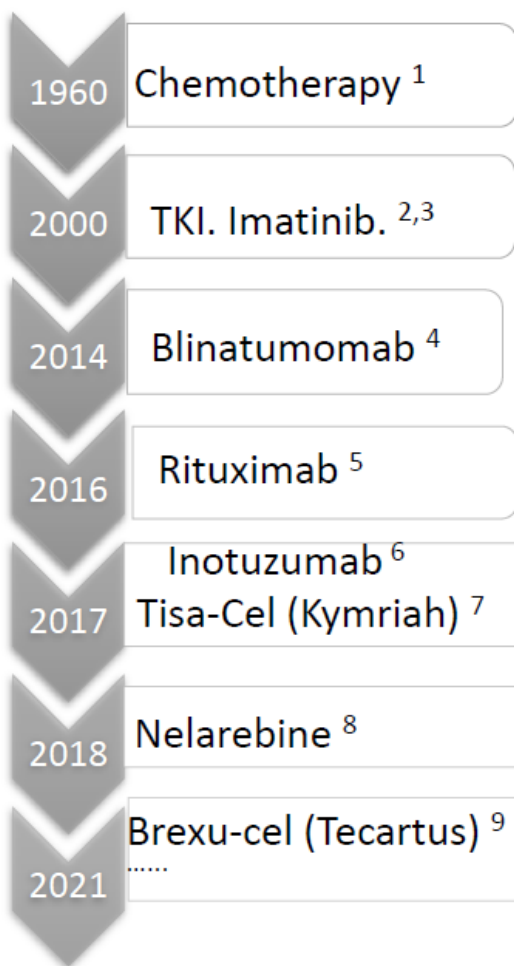 1960 Chemotherapy 1
2000 TKI. Imatinib. 2,3
2014 Blinatumomab 4
2016 Rituximab 5
Inotuzumab 6
2017 Tisa-Cel (Kymriah) 7
2018 Nelarebine 8
Brexu-cel (Tecartus) 9
......
2021